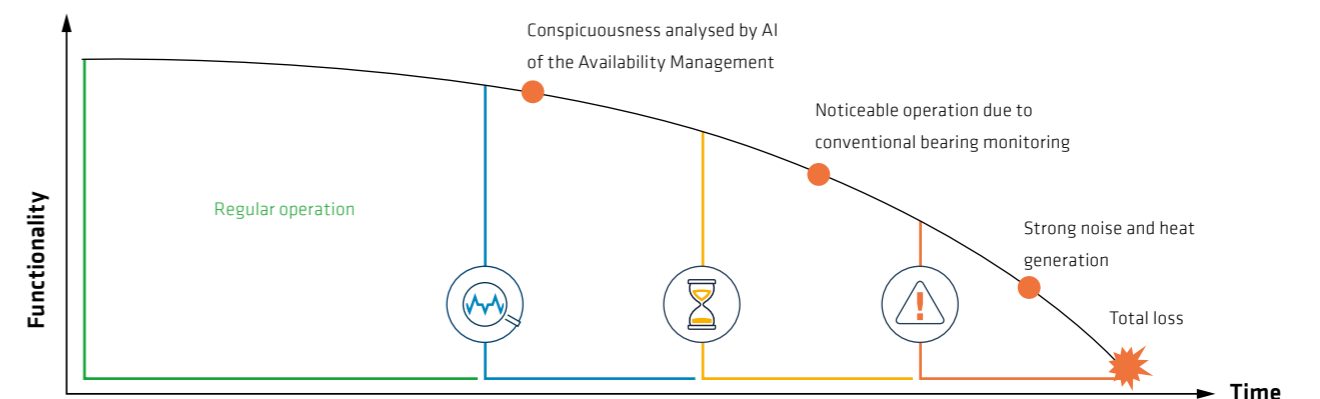 Conspicuousness analysed by AI
of the Availability Management
Noticeable operation due to
conventional bearing monitoring
Regular operation
Strong noise and heat
generation
Total loss
Functionality
Time